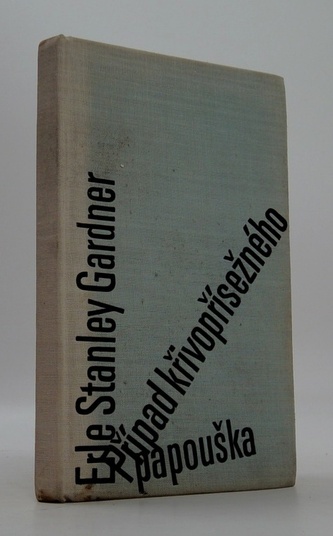 Erle Stanley Gardner
Případ křivopřísežného
papouška